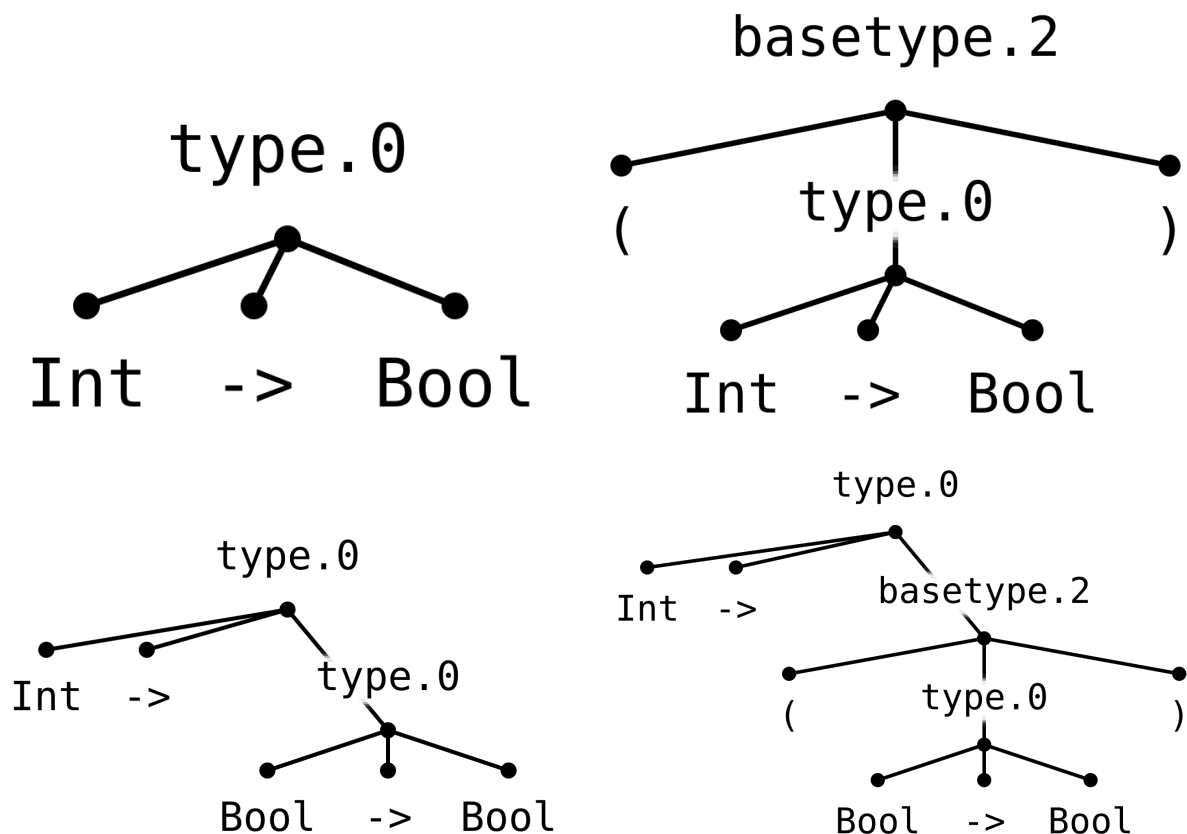 type.0
Int -> Bool
basetype.2
( type.0 )
Int -> Bool
type.0
Int -> type.0
Bool -> Bool
type.0
Int -> basetype.2
( type.0 )
Bool -> Bool